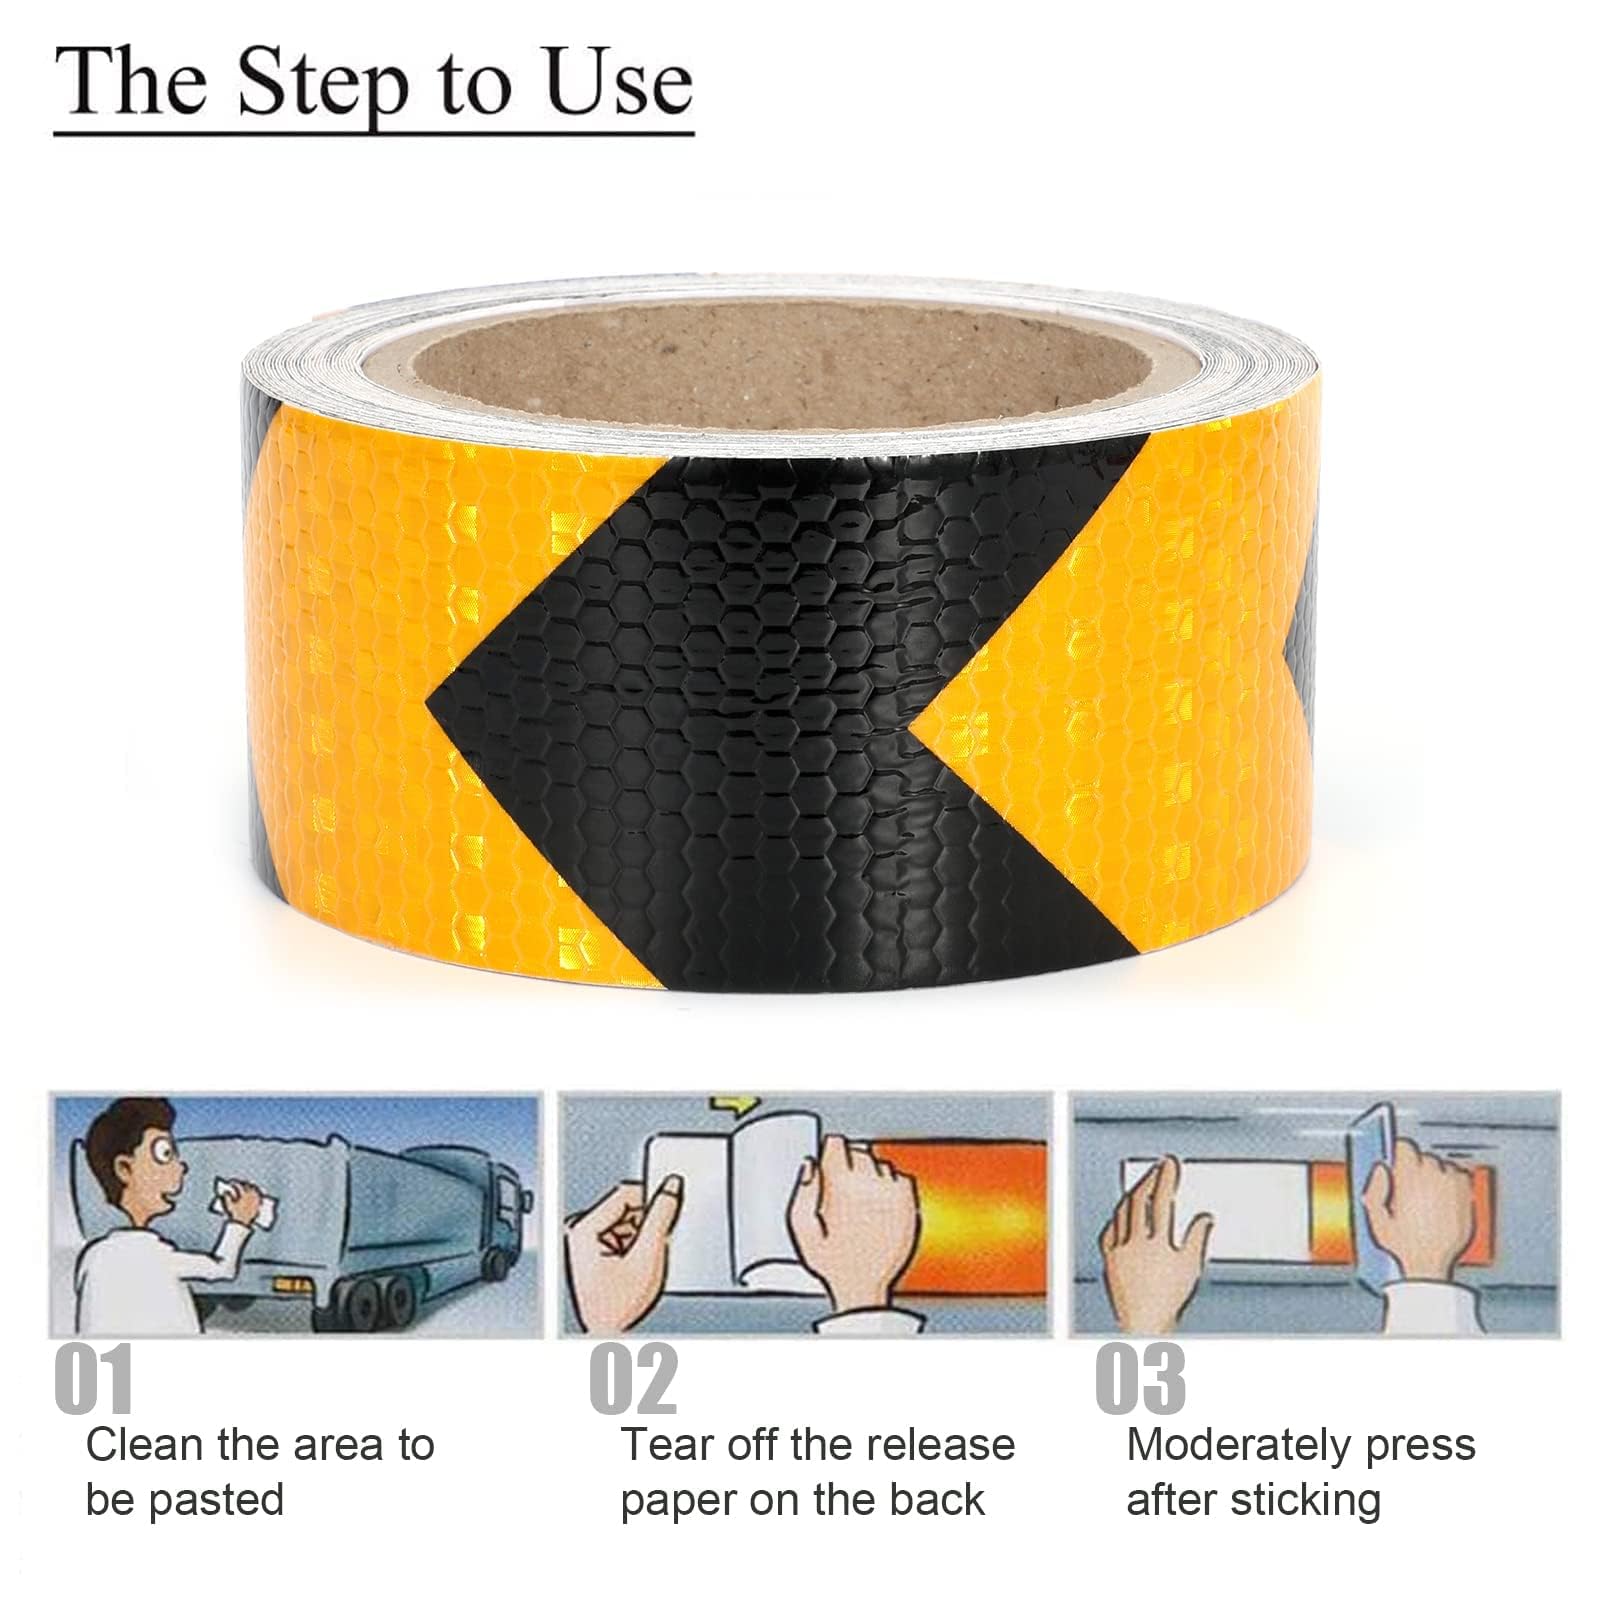 The Step to Use
01
Clean the area to
be pasted
02
Tear off the release
paper on the back
03
Moderately press
after sticking